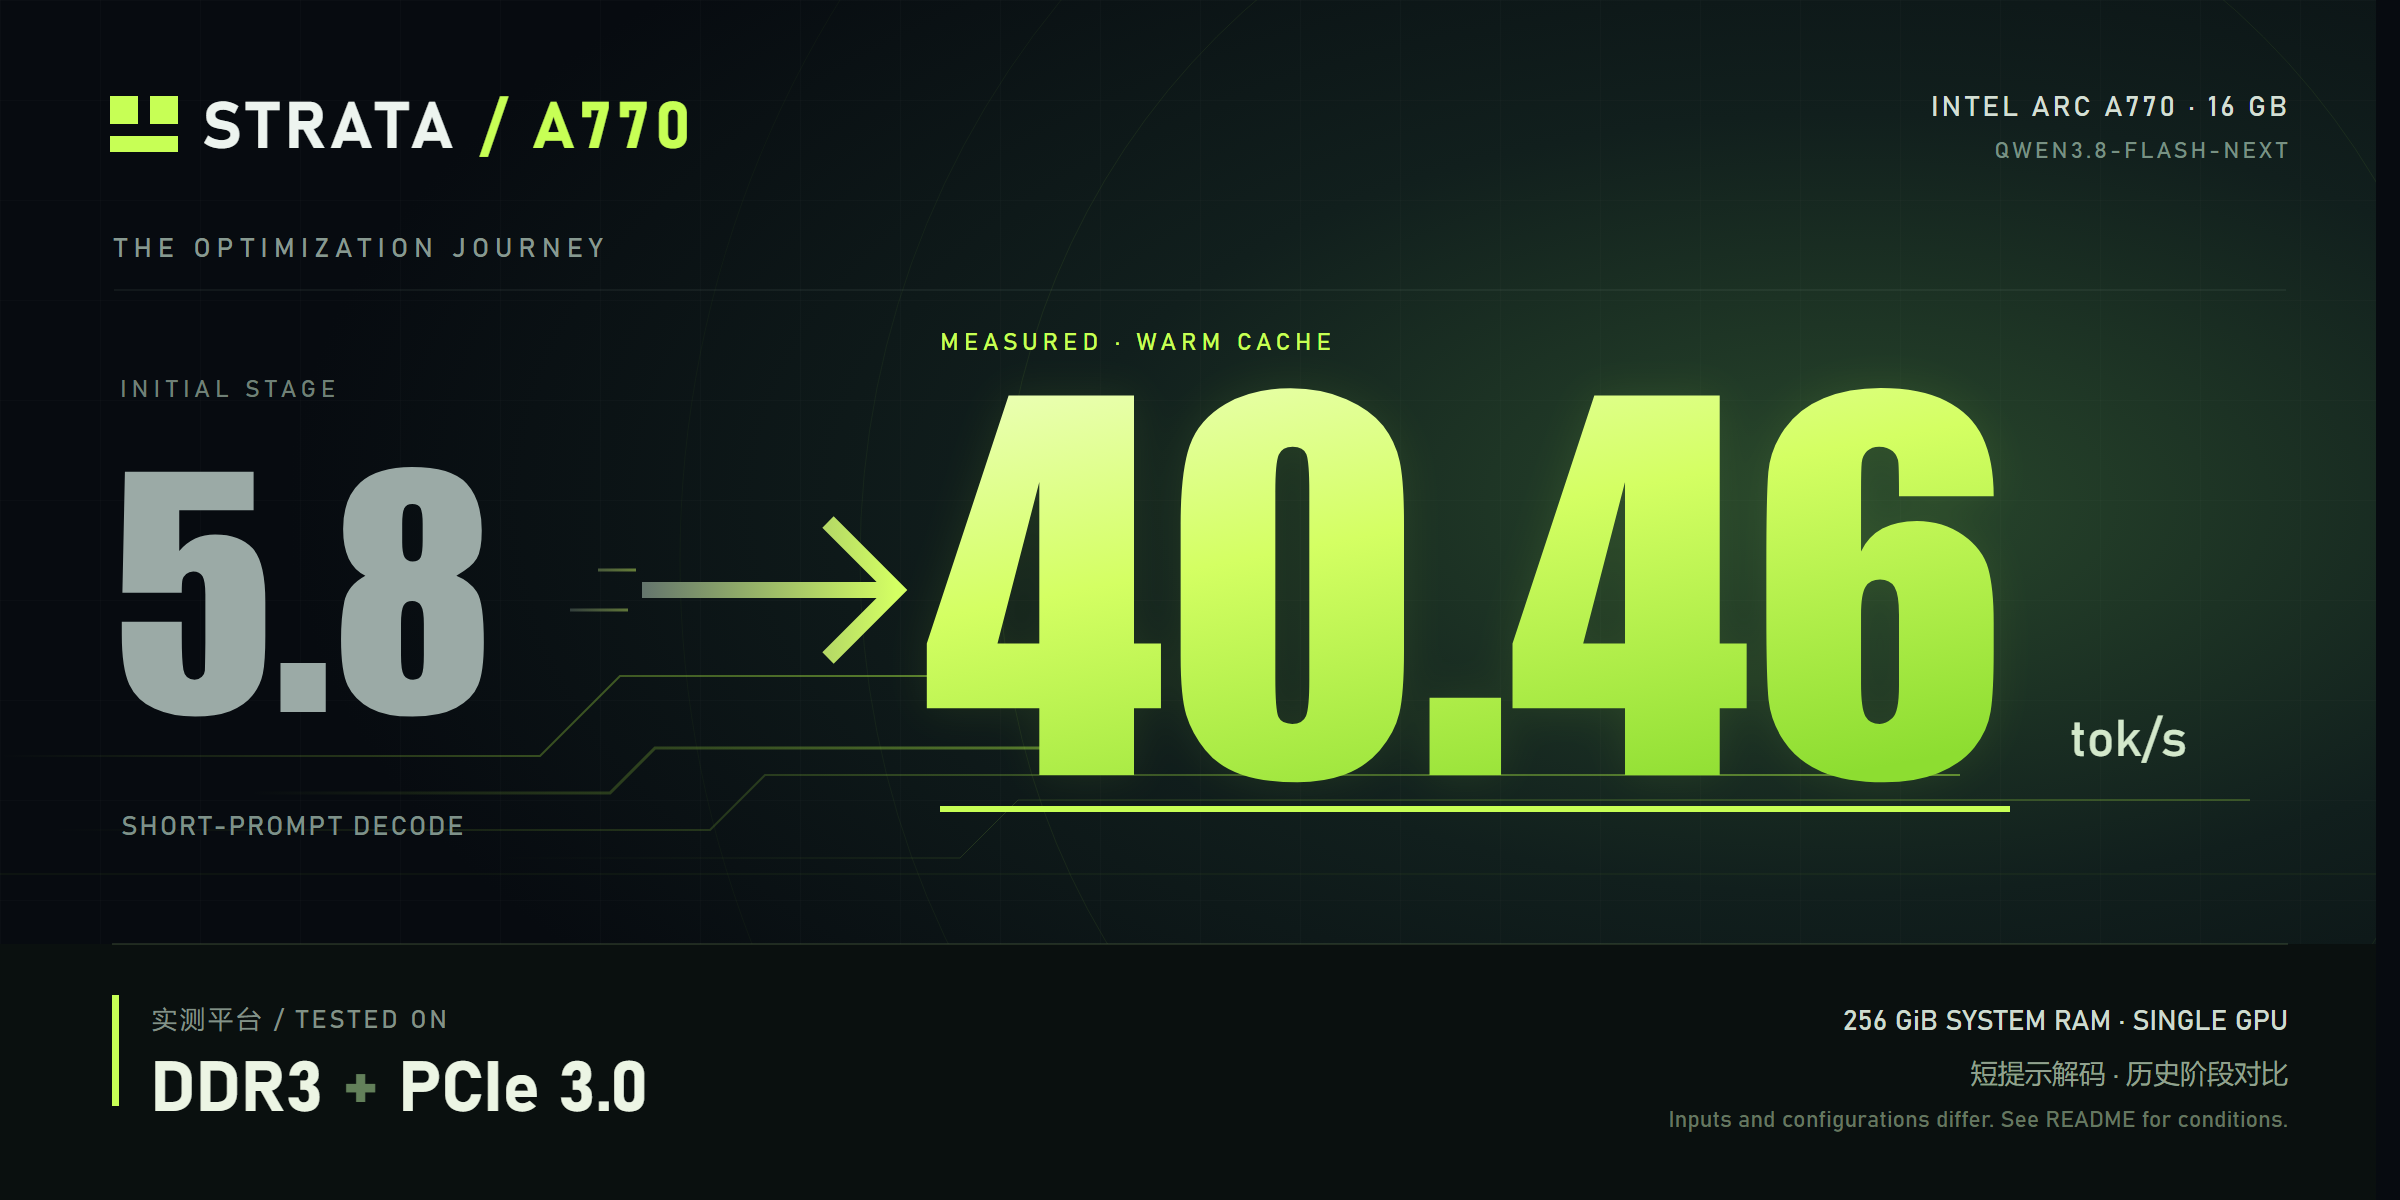 STRATA / A770
INTEL ARC A770 · 16 GB
QWEN3.8-FLASH-NEXT
THE OPTIMIZATION JOURNEY
MEASURED · WARM CACHE
INITIAL STAGE
5.8
40.46
tok/s
SHORT-PROMPT DECODE
实测平台 / TESTED ON
DDR3 + PCIe 3.0
256 GiB SYSTEM RAM · SINGLE GPU
短提示解码 · 历史阶段对比
Inputs and configurations differ. See README for conditions.